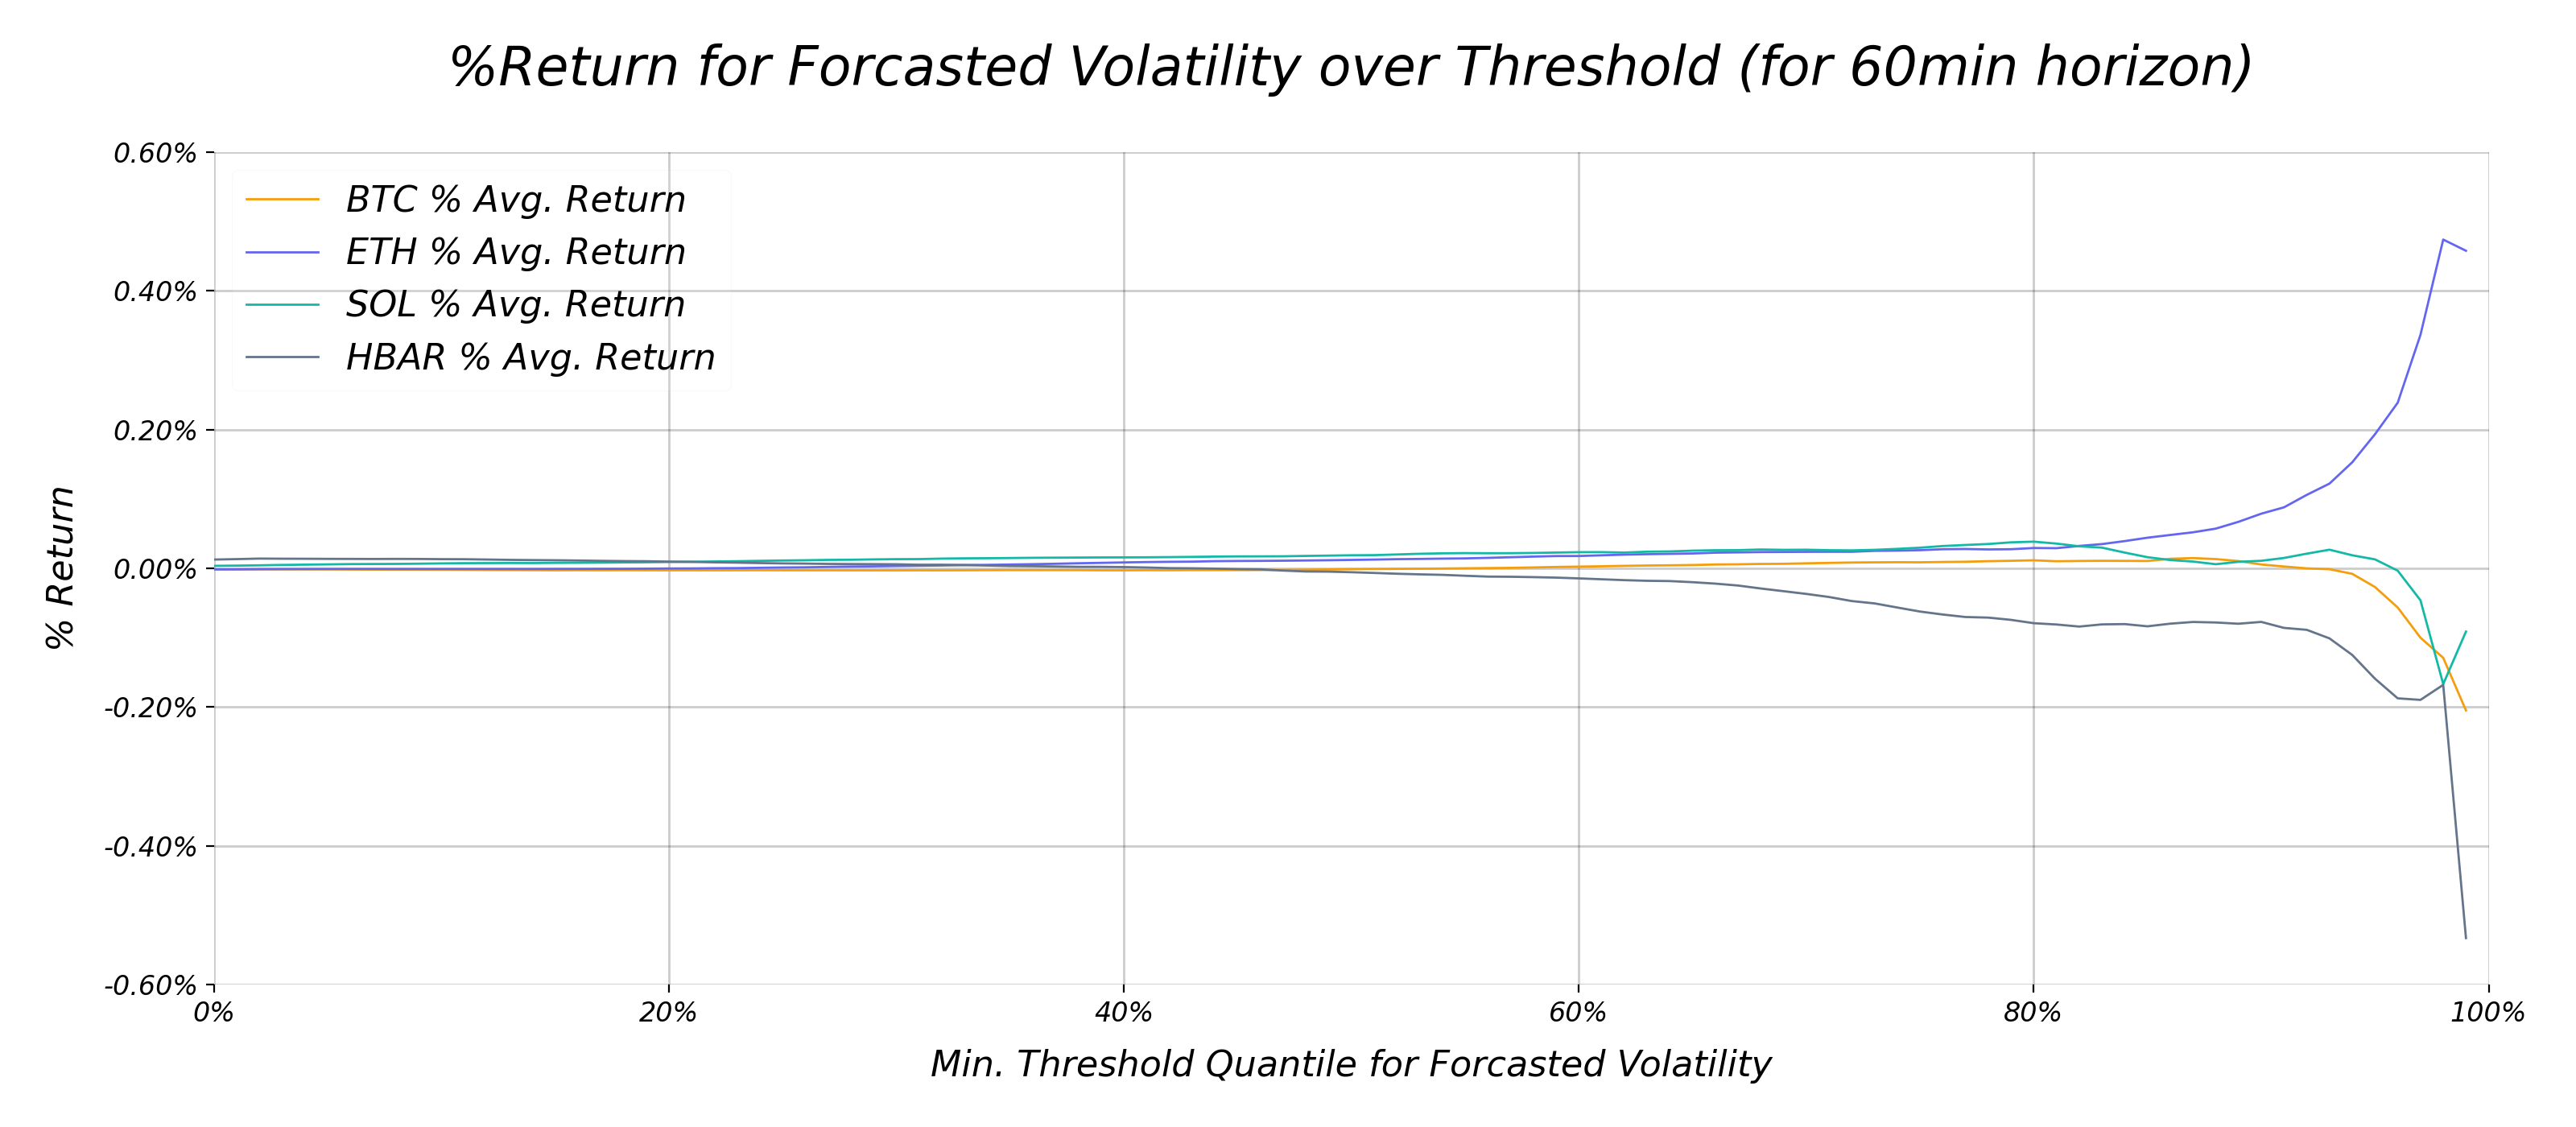 %Return for Forcasted Volatility over Threshold (for 60min horizon)
0.60%
0.40%
0.20%
0.00%
-0.20%
-0.40%
-0.60%
% Return
BTC % Avg. Return
ETH % Avg. Return
SOL % Avg. Return
HBAR % Avg. Return
0% 20% 40% 60% 80% 100%
Min. Threshold Quantile for Forcasted Volatility